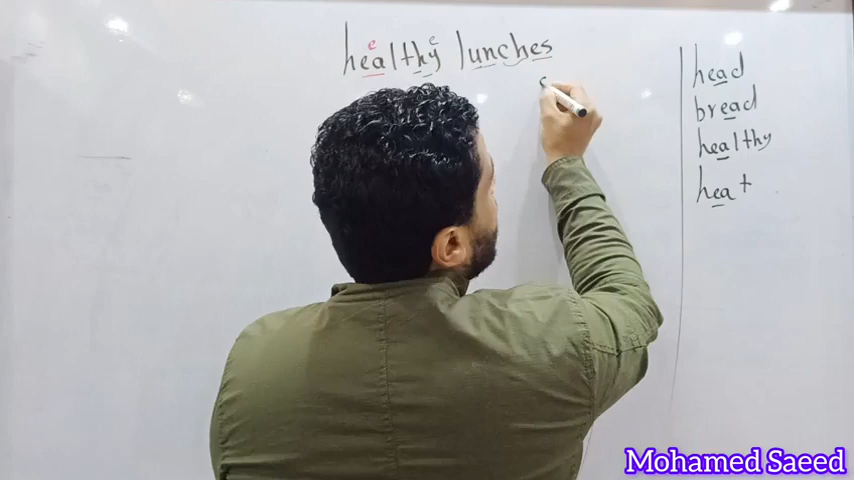 e e
healthy lunches
head
bread
healthy
heat
Mohamed Saeed